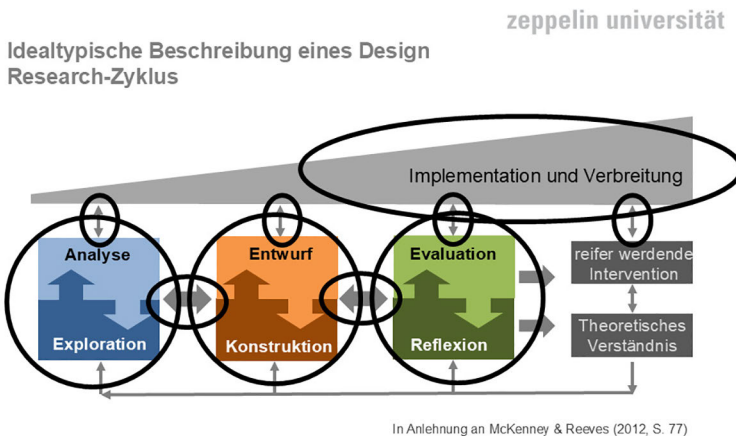 zeppelin universität
Idealtypische Beschreibung eines Design
Research-Zyklus
Implementation und Verbreitung
Analyse
Exploration
Entwurf
Konstruktion
Evaluation
Reflexion
reifer werdende
Intervention
Theoretisches
Verständnis
In Anlehnung an McKenney & Reeves (2012, S. 77)